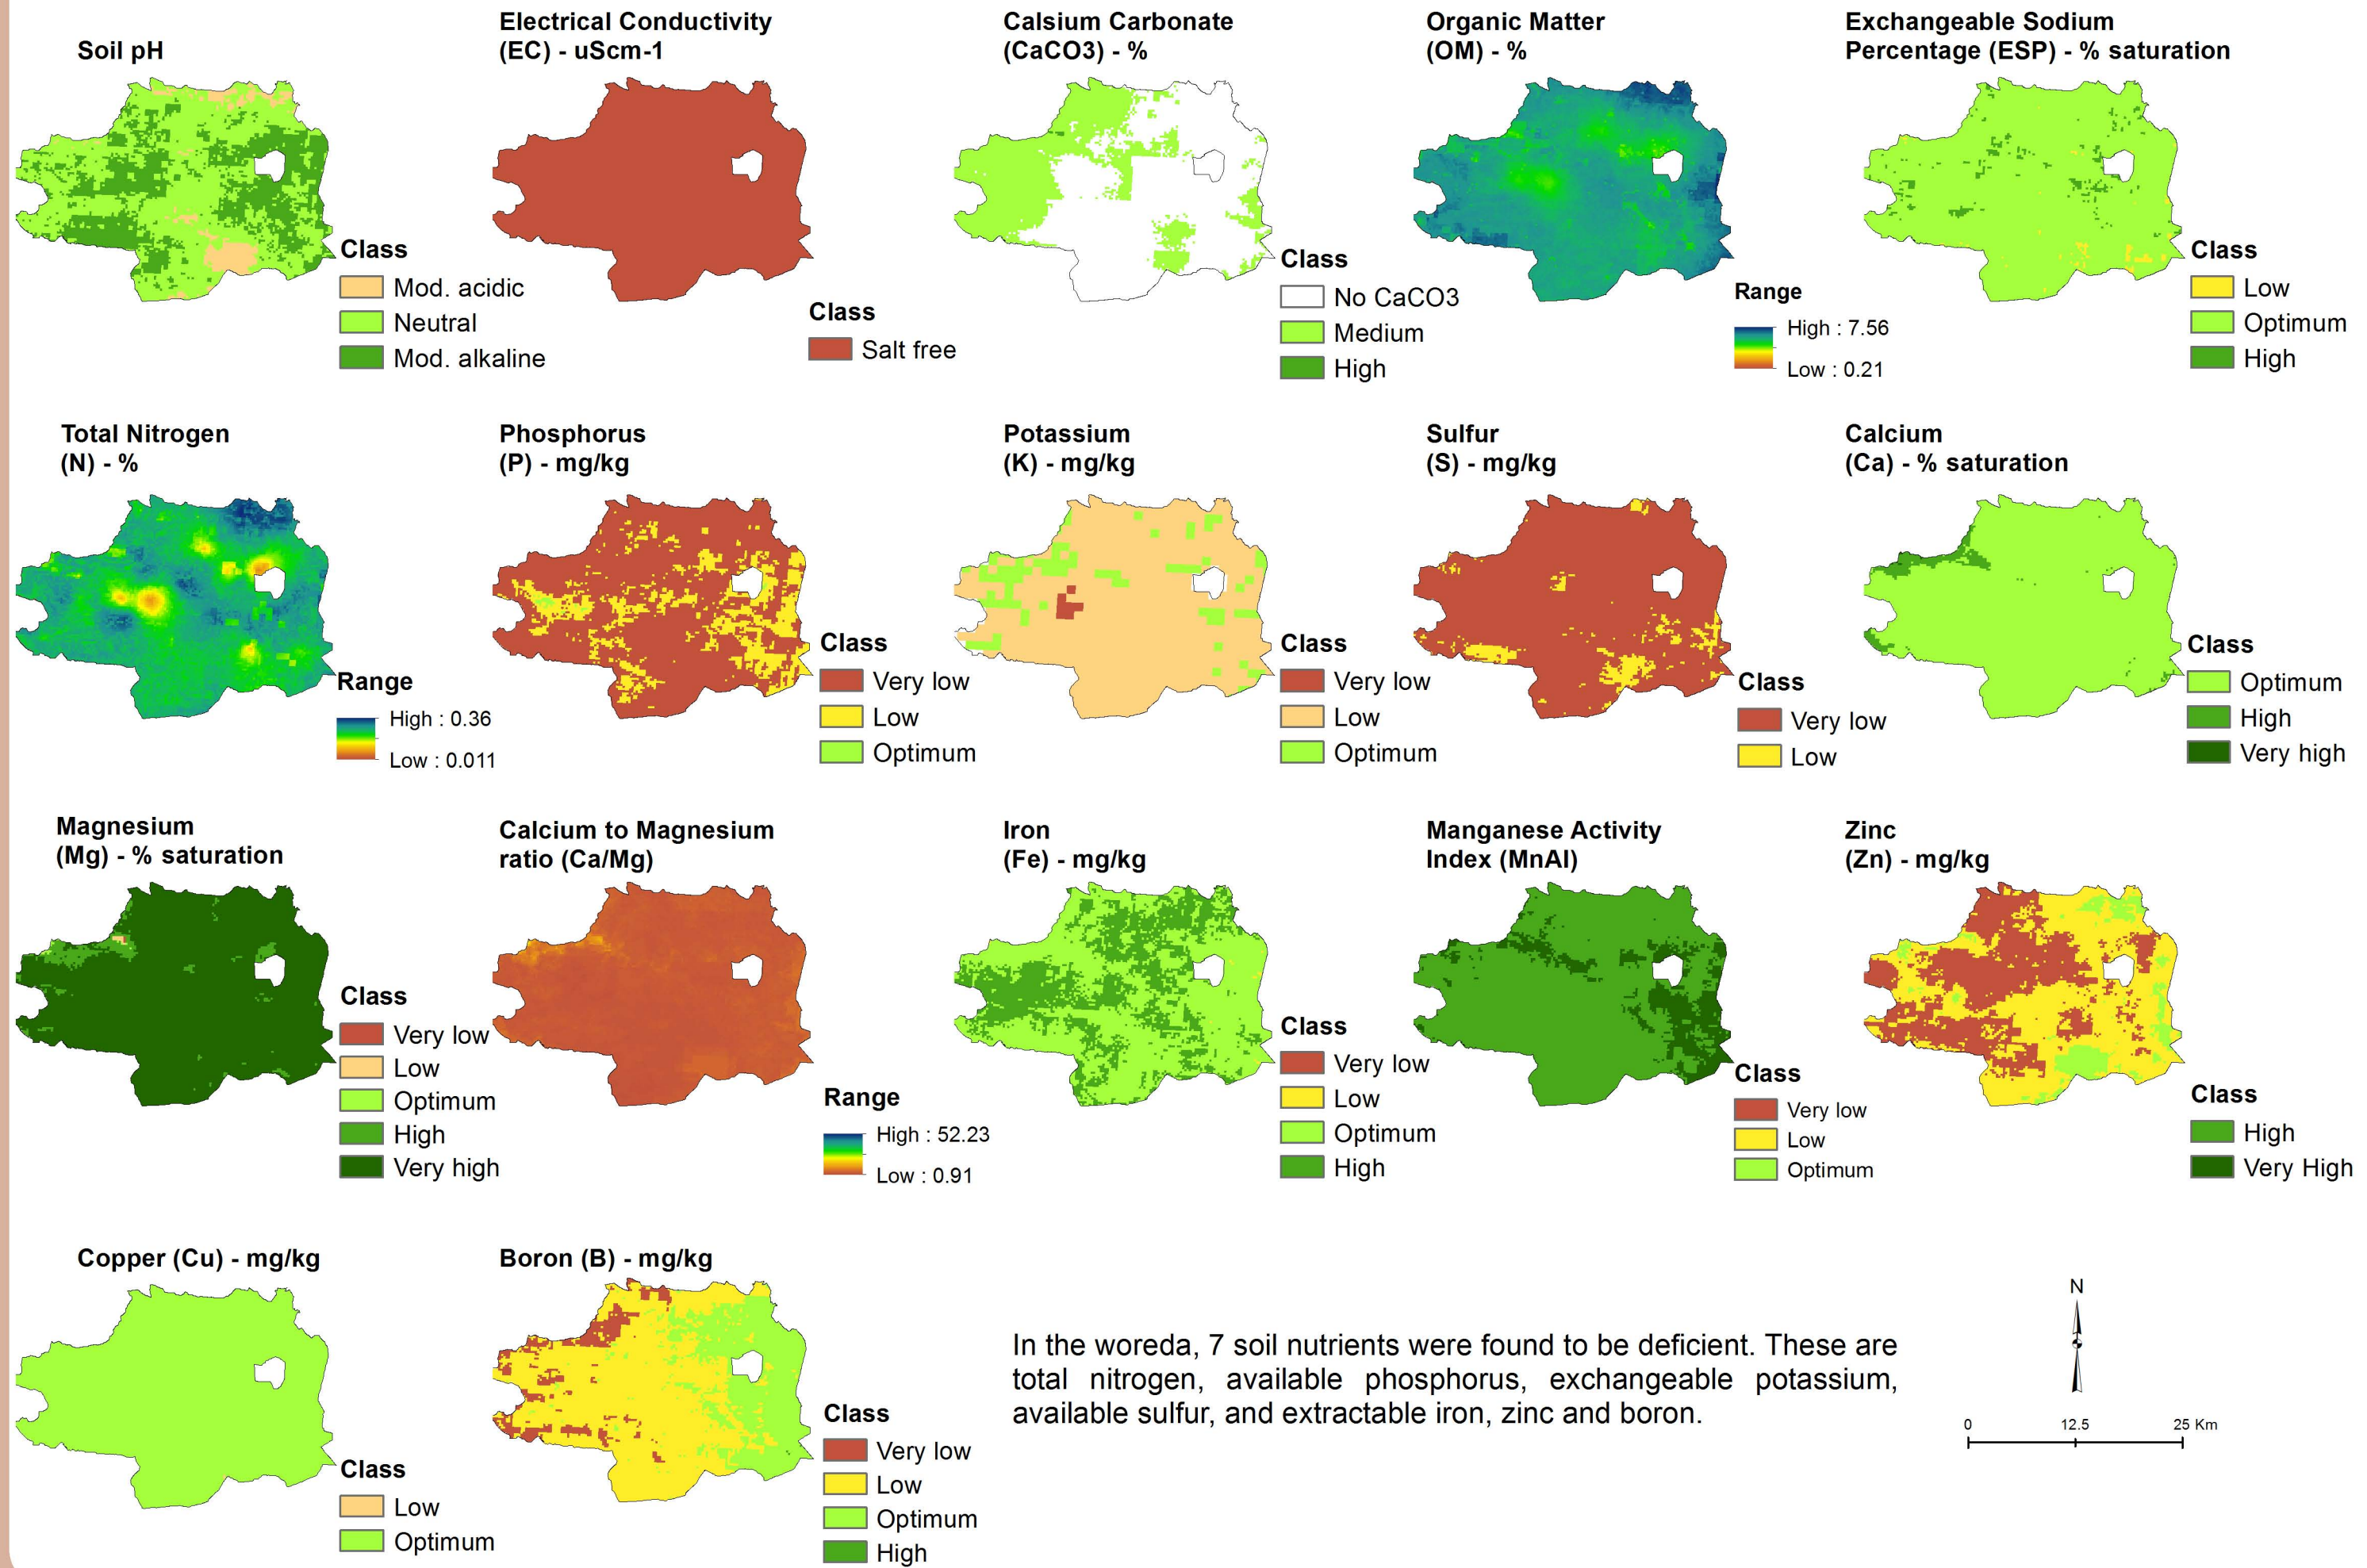 Soil pH
Class
Mod. acidic
Neutral
Mod. alkaline
Electrical Conductivity
(EC) - uScm-1
Class
Salt free
Calsium Carbonate
(CaCO3) - %
Class
No CaCO3
Medium
High
Organic Matter
(OM) - %
Range
High : 7.56
Low : 0.21
Exchangeable Sodium
Percentage (ESP) - % saturation
Class
Low
Optimum
High
Total Nitrogen
(N) - %
Range
High : 0.36
Low : 0.011
Phosphorus
(P) - mg/kg
Class
Very low
Low
Optimum
Potassium
(K) - mg/kg
Class
Very low
Low
Optimum
Sulfur
(S) - mg/kg
Class
Very low
Low
Calcium
(Ca) - % saturation
Class
Optimum
High
Very high
Magnesium
(Mg) - % saturation
Class
Very low
Low
Optimum
High
Very high
Calcium to Magnesium
ratio (Ca/Mg)
Range
High : 52.23
Low : 0.91
Iron
(Fe) - mg/kg
Class
Very low
Low
Optimum
High
Manganese Activity
Index (MnAI)
Class
Very low
Low
Optimum
Zinc
(Zn) - mg/kg
Class
High
Very High
Copper (Cu) - mg/kg
Class
Low
Optimum
Boron (B) - mg/kg
Class
Very low
Low
Optimum
High
In the woreda, 7 soil nutrients were found to be deficient. These are
total nitrogen, available phosphorus, exchangeable potassium,
available sulfur, and extractable iron, zinc and boron.
N
0 12.5 25 Km